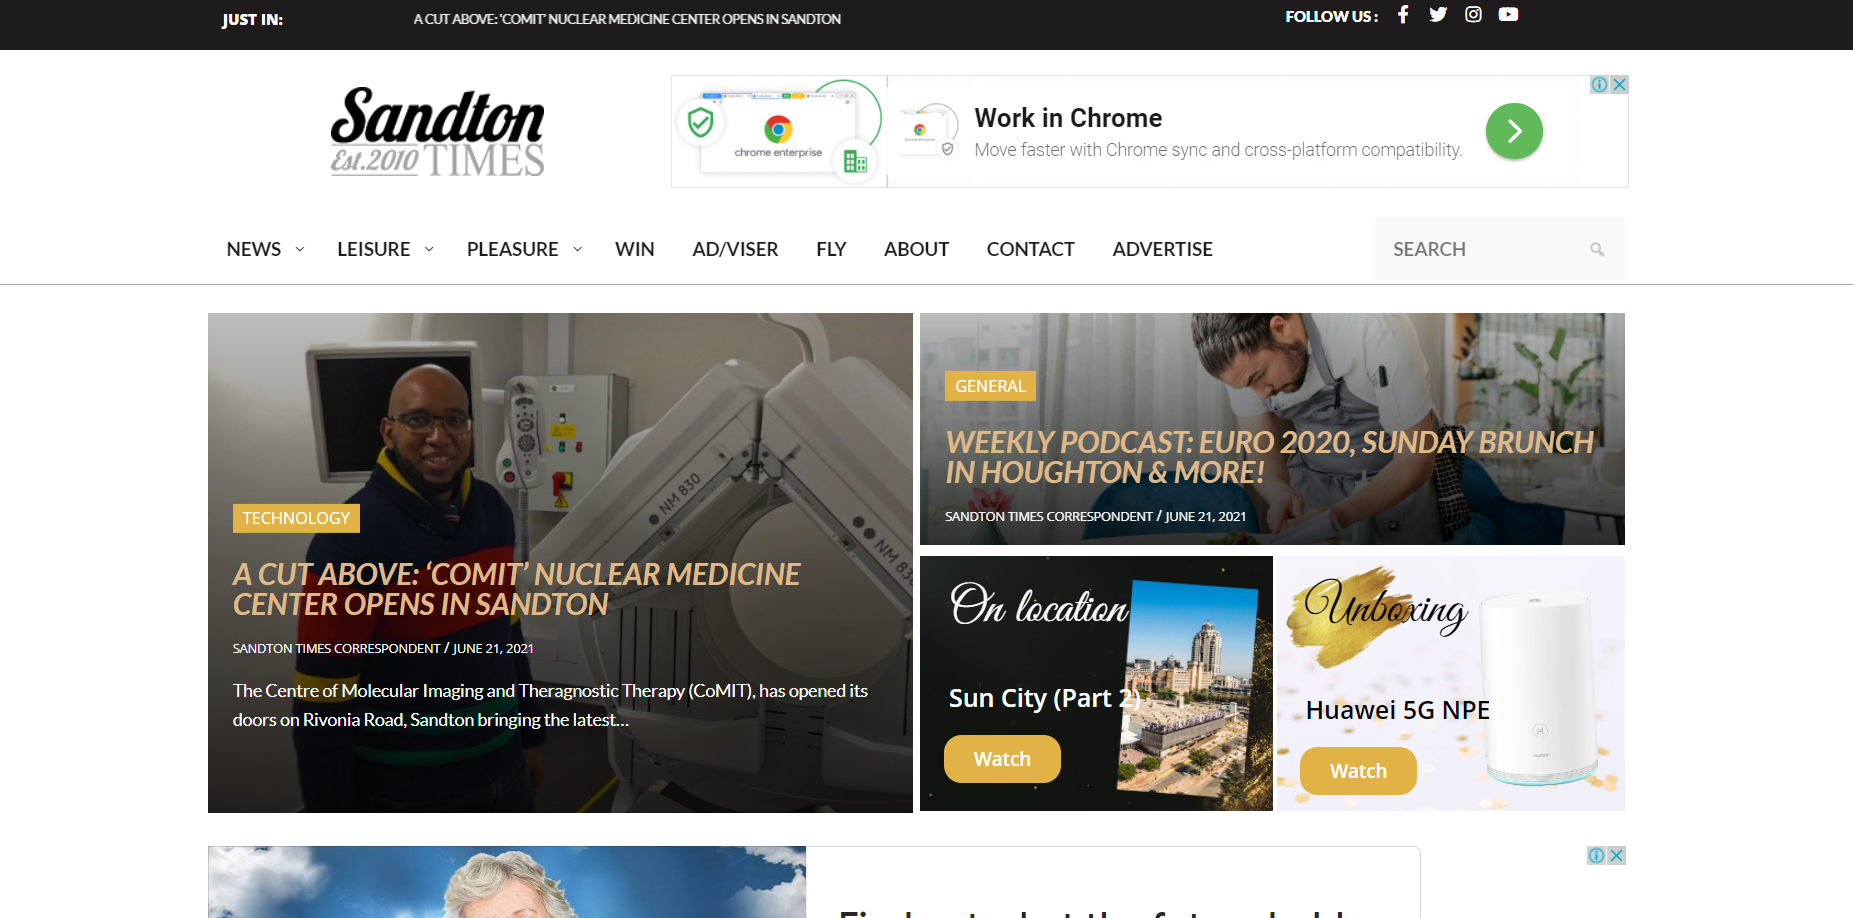 JUST IN:
A CUT ABOVE: ‘COMIT’ NUCLEAR MEDICINE CENTER OPENS IN SANDTON
FOLLOW US :
Sandton
Est.2010 TIMES
chrome enterprise
Work in Chrome
Move faster with Chrome sync and cross-platform compatibility.
NEWS LEISURE PLEASURE WIN AD/VISER FLY ABOUT CONTACT ADVERTISE
SEARCH
NM 830
NM 830
TECHNOLOGY
A CUT ABOVE: ‘COMIT’ NUCLEAR MEDICINE
CENTER OPENS IN SANDTON
SANDTON TIMES CORRESPONDENT / JUNE 21, 2021
The Centre of Molecular Imaging and Theragnostic Therapy (CoMIT), has opened its
doors on Rivonia Road, Sandton bringing the latest...
GENERAL
WEEKLY PODCAST: EURO 2020, SUNDAY BRUNCH
IN HOUGHTON & MORE!
SANDTON TIMES CORRESPONDENT / JUNE 21, 2021
On location
Sun City (Part 2)
Watch
Unboxing
Huawei 5G NPE
Watch